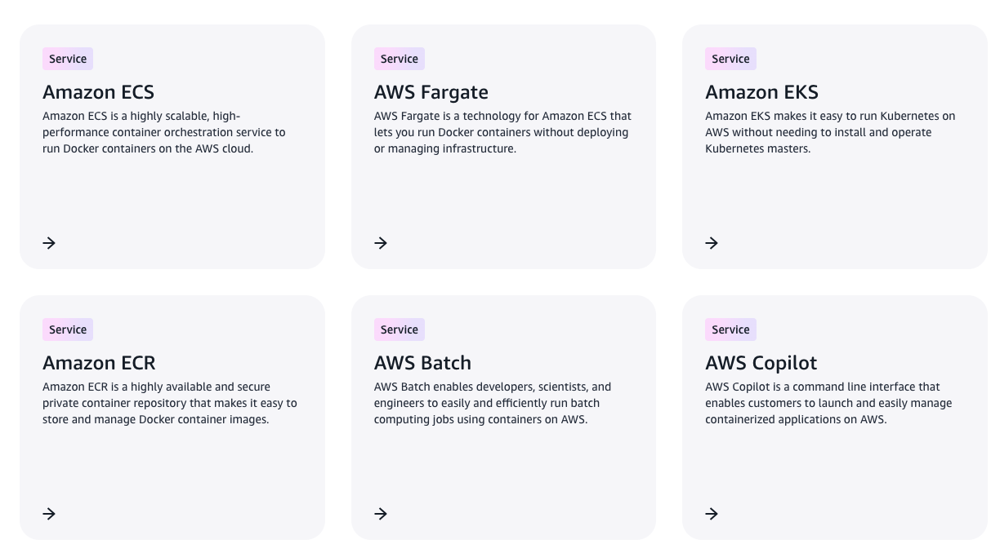 Service
Amazon ECS
Amazon ECS is a highly scalable, high-
performance container orchestration service to
run Docker containers on the AWS cloud.
Service
AWS Fargate
AWS Fargate is a technology for Amazon ECS that
lets you run Docker containers without deploying
or managing infrastructure.
Service
Amazon EKS
Amazon EKS makes it easy to run Kubernetes on
AWS without needing to install and operate
Kubernetes masters.
Service
Amazon ECR
Amazon ECR is a highly available and secure
private container repository that makes it easy to
store and manage Docker container images.
Service
AWS Batch
AWS Batch enables developers, scientists, and
engineers to easily and efficiently run batch
computing jobs using containers on AWS.
Service
AWS Copilot
AWS Copilot is a command line interface that
enables customers to launch and easily manage
containerized applications on AWS.